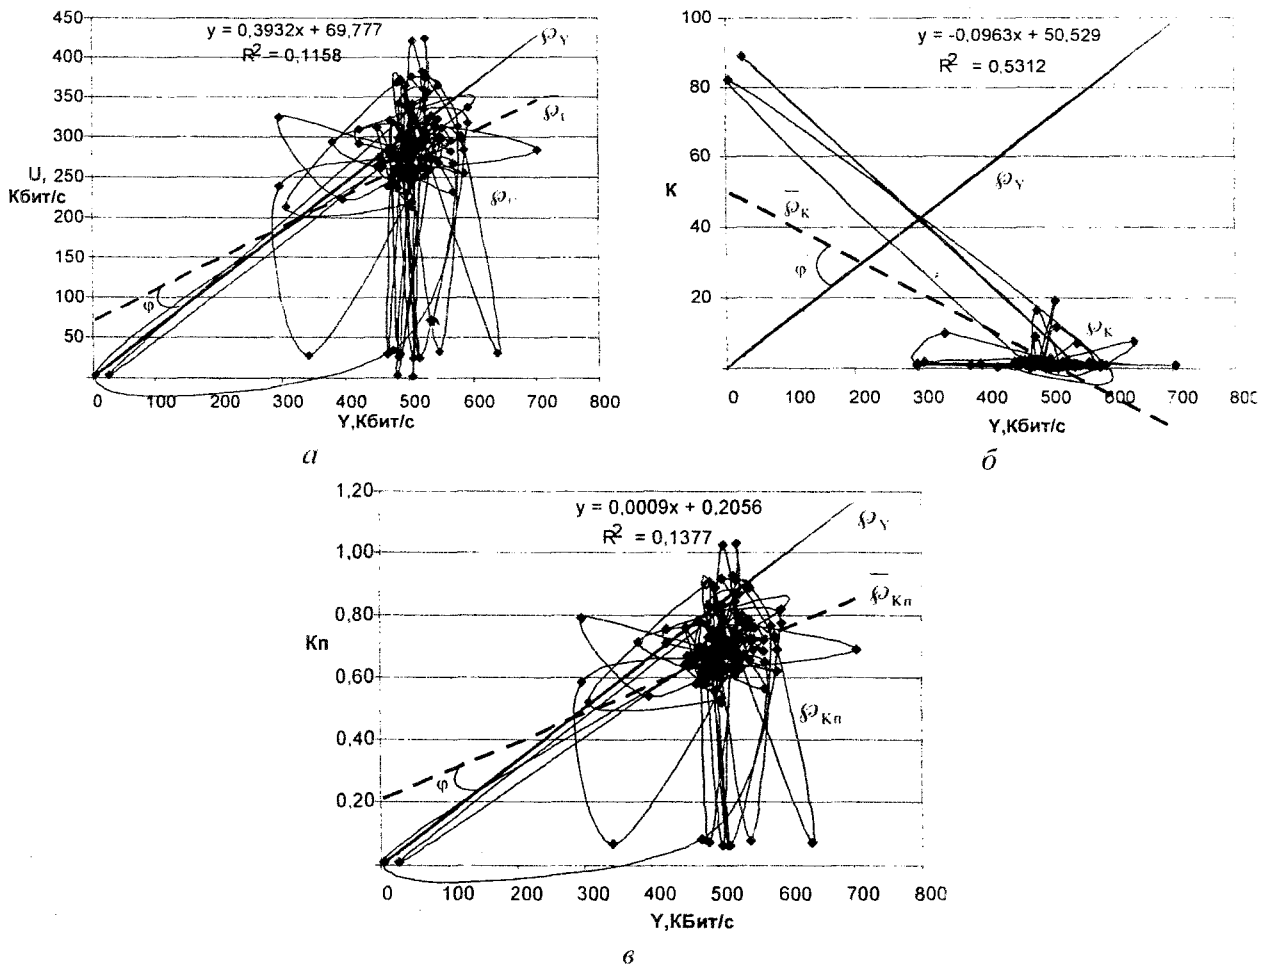 450
400
350
300
250
200
150
100
50
U,
Кбит/с
y = 0,3932x + 69,777
R2 = 0,1158
℘Y
φ
0 100 200 300 400 500 600 700 800
Y,Кбит/с
а
100
80
60
40
20
К
y = -0,0963x + 50,529
R2 = 0,5312
℘Y
℘К
φ
℘К
0 100 200 300 400 500 600 700
Y,Кбит/с
б
1,20
1,00
0,80
0,60
0,40
0,20
Кп
y = 0,0009x + 0,2056
R2 = 0,1377
℘Y
℘Кп
℘Кп
φ
0 100 200 300 400 500 600 700 800
Y,КБит/с
в